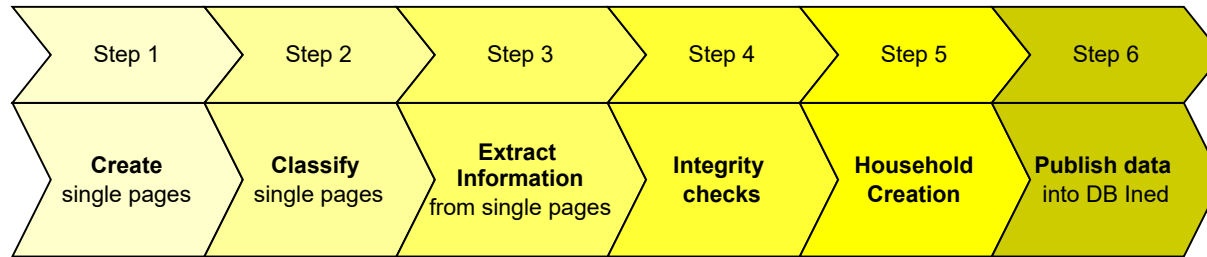 Step 1
Step 2
Step 3
Step 4
Step 5
Step 6
Create
single pages
Classify
single pages
Extract
Information
from single pages
Integrity
checks
Household
Creation
Publish data
into DB Ined